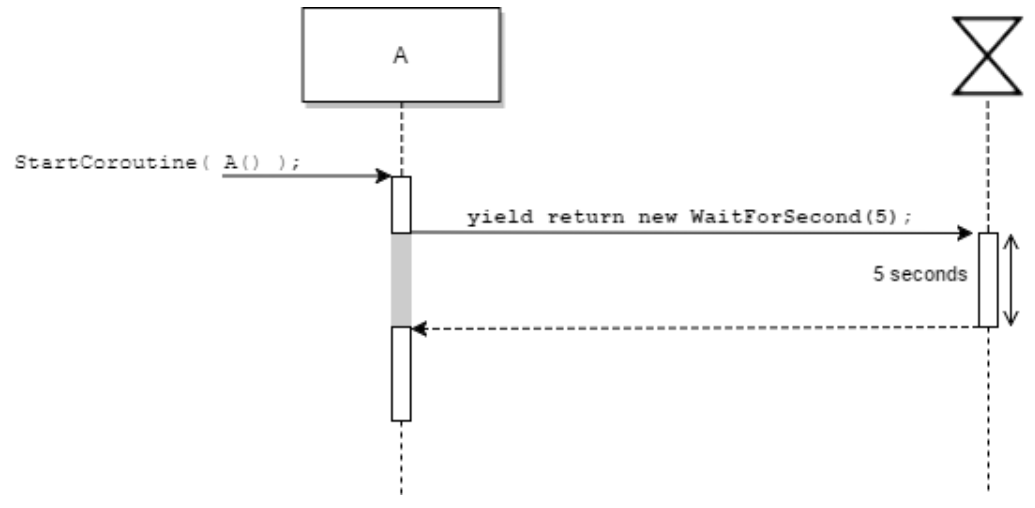 A
StartCoroutine( A() );
yield return new WaitForSecond(5);
5 seconds